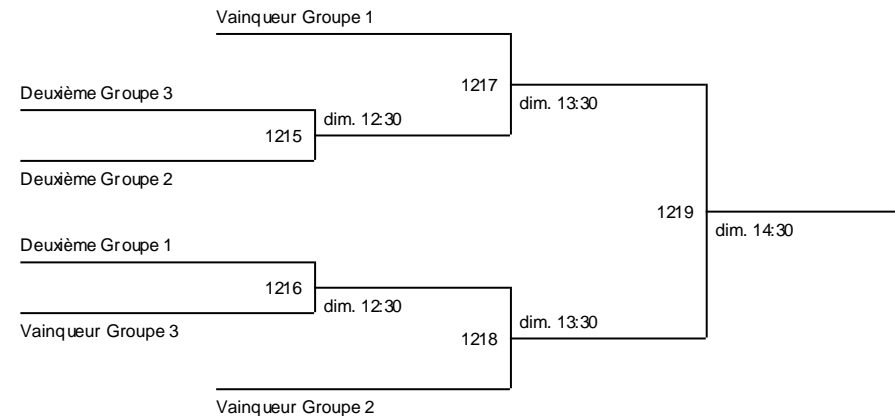 Vainqueur Groupe 1
1217
dim. 13:30
Deuxième Groupe 3
dim. 12:30
1215
Deuxième Groupe 2
1219
dim. 14:30
Deuxième Groupe 1
1216
dim. 12:30
Vainqueur Groupe 3
dim. 13:30
1218
Vainqueur Groupe 2